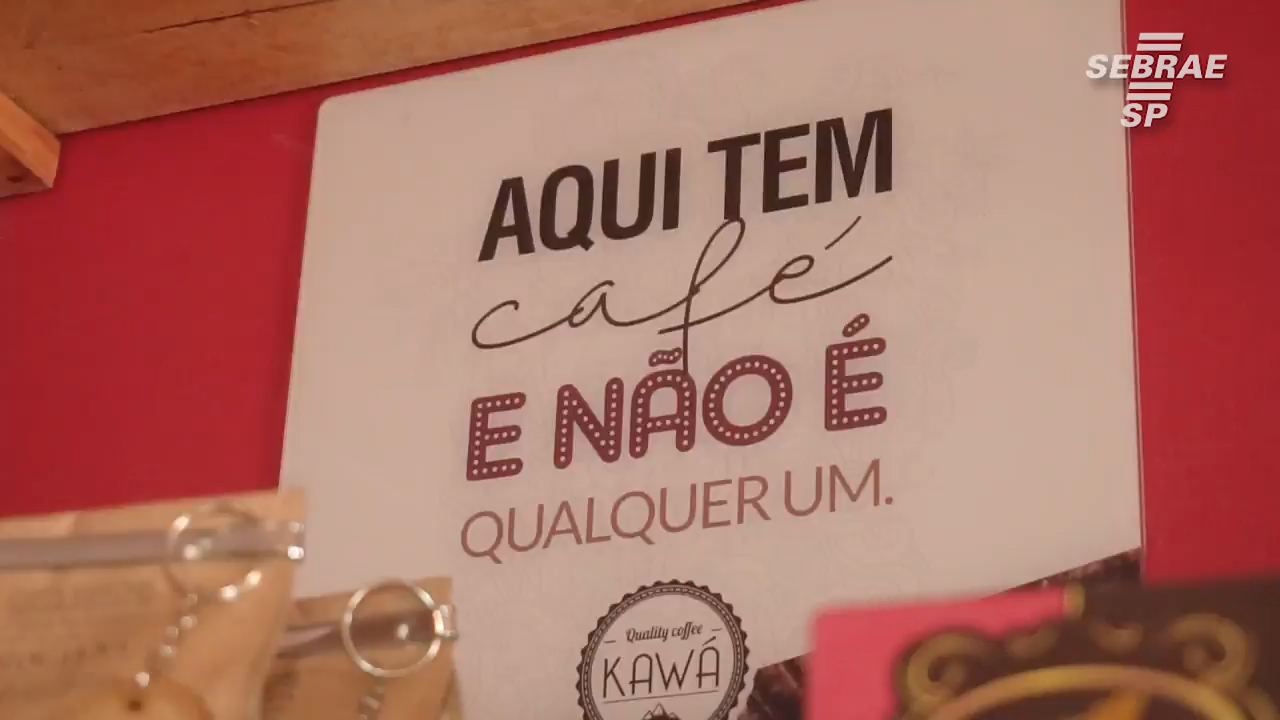 SEBRAE
SP
AQUI TEM
café
E NÃO É
QUALQUER UM.
Quality coffee
KAWÁ